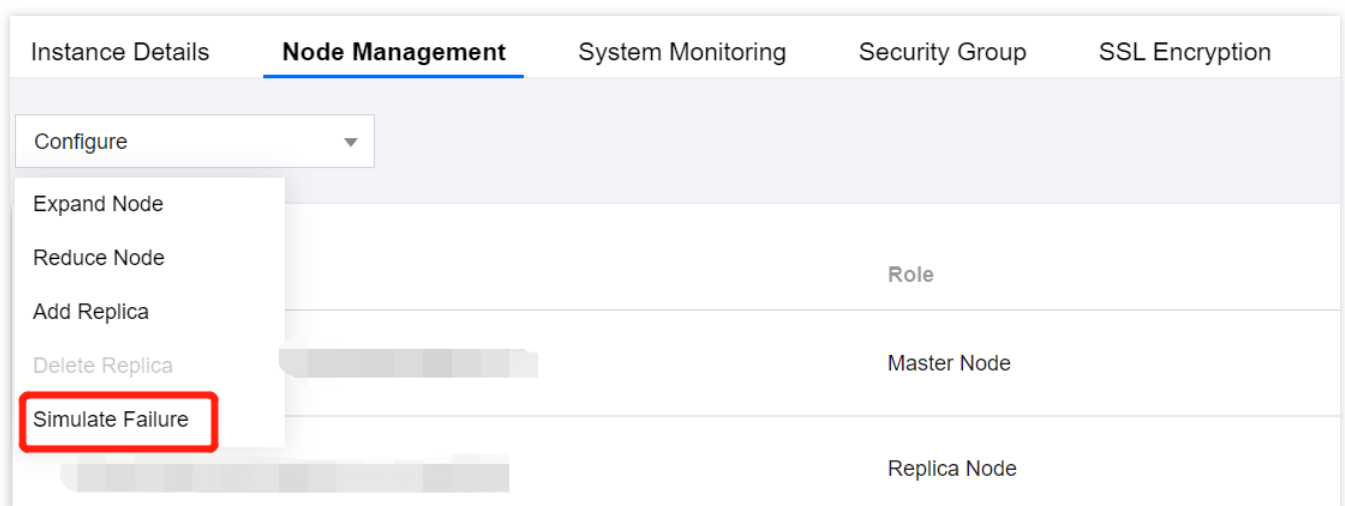 Instance Details Node Management System Monitoring Security Group SSL Encryption
Configure
Expand Node
Reduce Node
Add Replica
Delete Replica
Simulate Failure
Role
Master Node
Replica Node